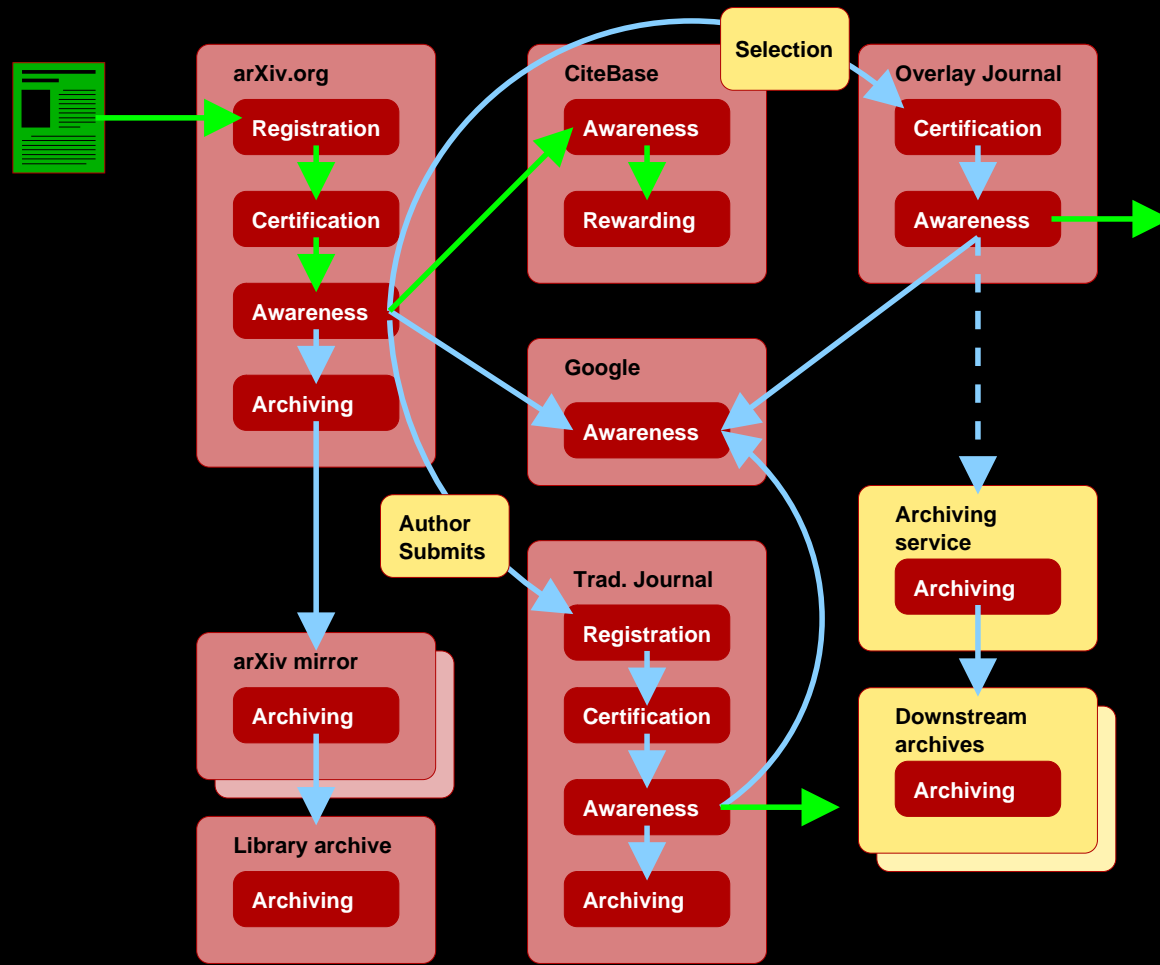 arXiv.org
Registration
Certification
Awareness
Archiving
CiteBase
Awareness
Rewarding
Selection
Overlay Journal
Certification
Awareness
Google
Awareness
Author
Submits
Trad. Journal
Registration
Certification
Awareness
Archiving
Archiving
service
Archiving
Downstream
archives
Archiving
arXiv mirror
Archiving
Library archive
Archiving